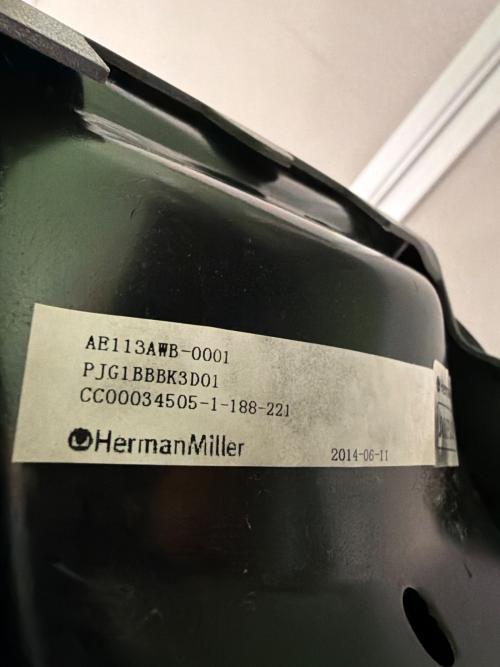 AE113AWB-0001
PJG1BBBK3D01
CC00034505-1-188-221
HermanMiller 2014-06-11